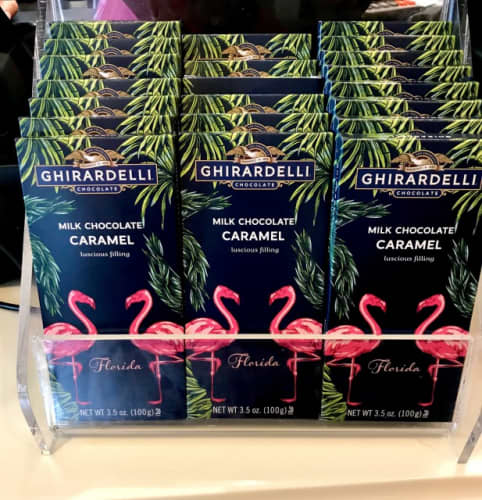 GHIRARDELLI
CHOCOLATE
MILK CHOCOLATE
CARAMEL
luscious filling
Florida
NET WT 3.5 oz. (100g)
GHIRARDELLI
CHOCOLATE
MILK CHOCOLATE
CARAMEL
luscious filling
Florida
NET WT 3.5 oz. (100g)
GHIRARDELLI
CHOCOLATE
MILK CHOCOLATE
CARAMEL
luscious filling
Florida
NET WT 3.5 oz. (100g)